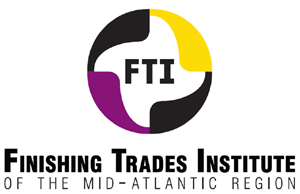 FTI
FINISHING TRADES INSTITUTE
OF THE MID-ATLANTIC REGION